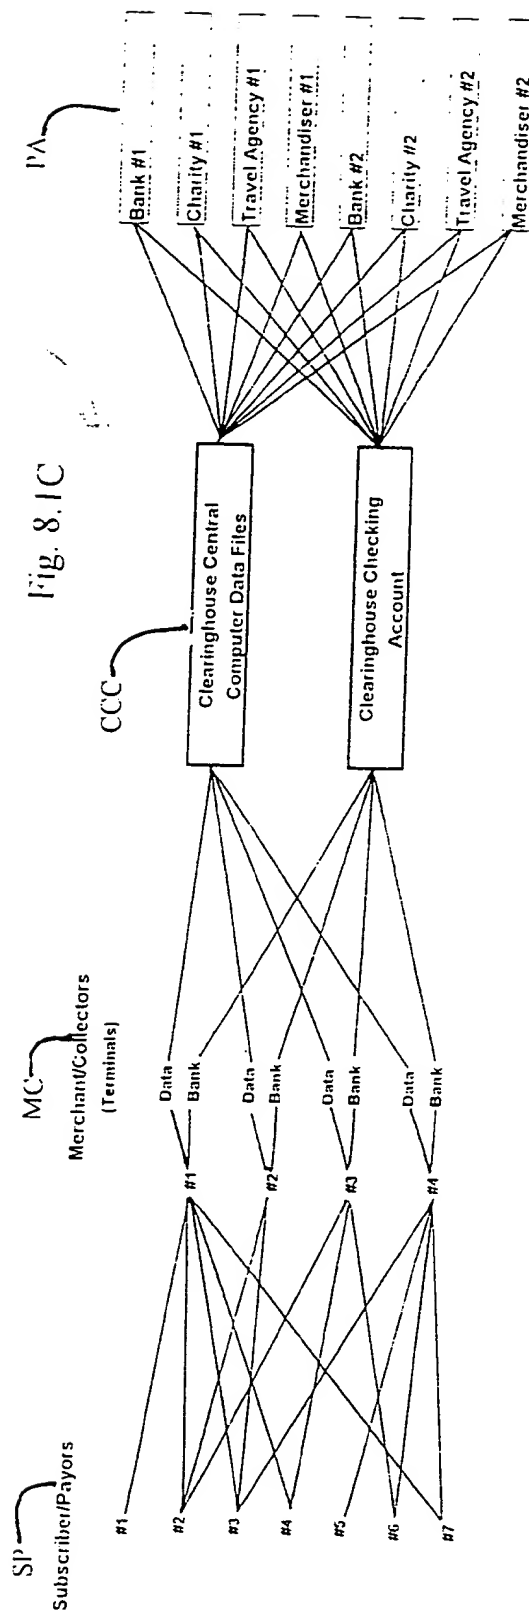 Fig. 8.1C
SP
Subscriber/Payors
#1
#2
#3
#4
#5
#6
#7
MC
Merchant/Collectors
(Terminals)
#1
Data
Bank
#2
Data
Bank
#3
Data
Bank
#4
Data
Bank
CCC
Clearinghouse Central
Computer Data Files
Clearinghouse Checking
Account
PA
Bank #1
Charity #1
Travel Agency #1
Merchandiser #1
Bank #2
Charity #2
Travel Agency #2
Merchandiser #2